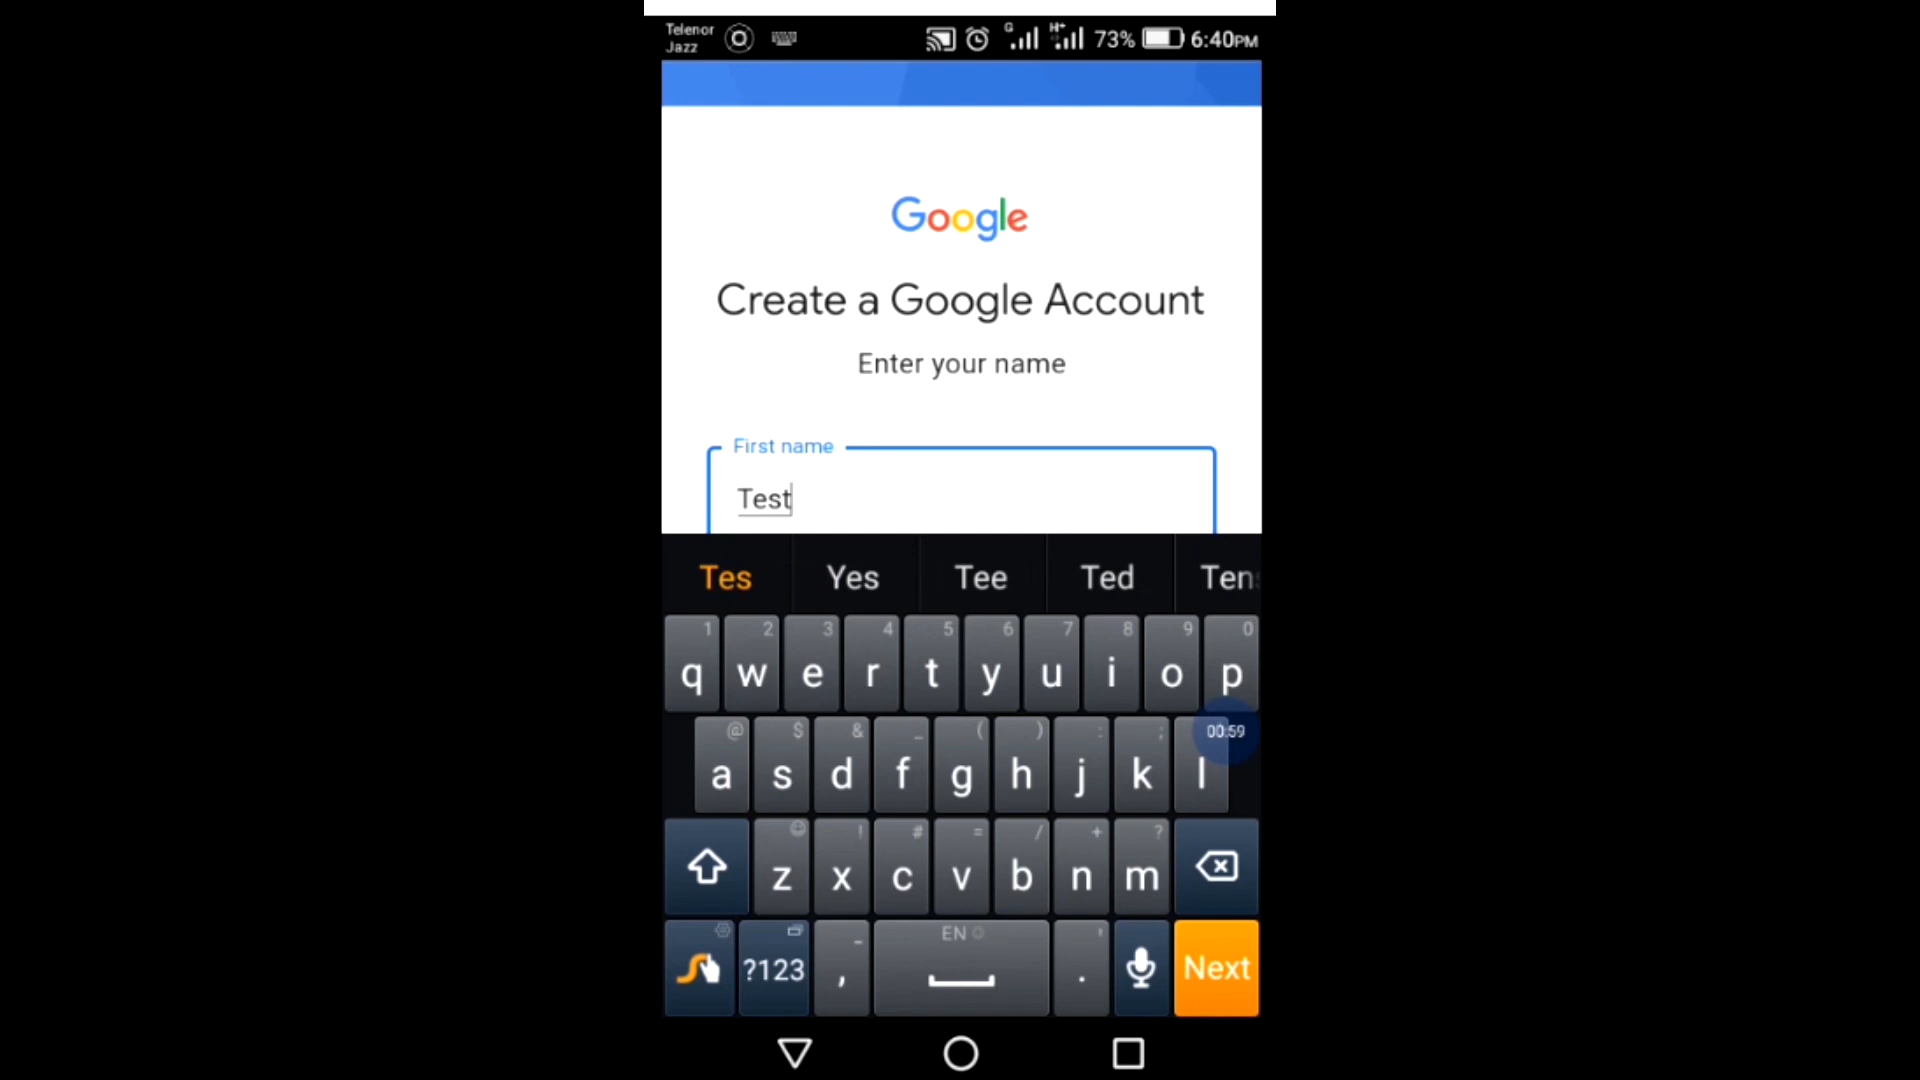 Telenor
Jazz
G H+ 73% 6:40PM
Google
Create a Google Account
Enter your name
First name
Test
Tes Yes Tee Ted Tens
1 2 3 4 5 6 7 8 9 0
q w e r t y u i o p
@ $ & _ ( ) : ; 00:59
a s d f g h j k l
! # = / + ?
z x c v b n m
EN
?123 , . Next